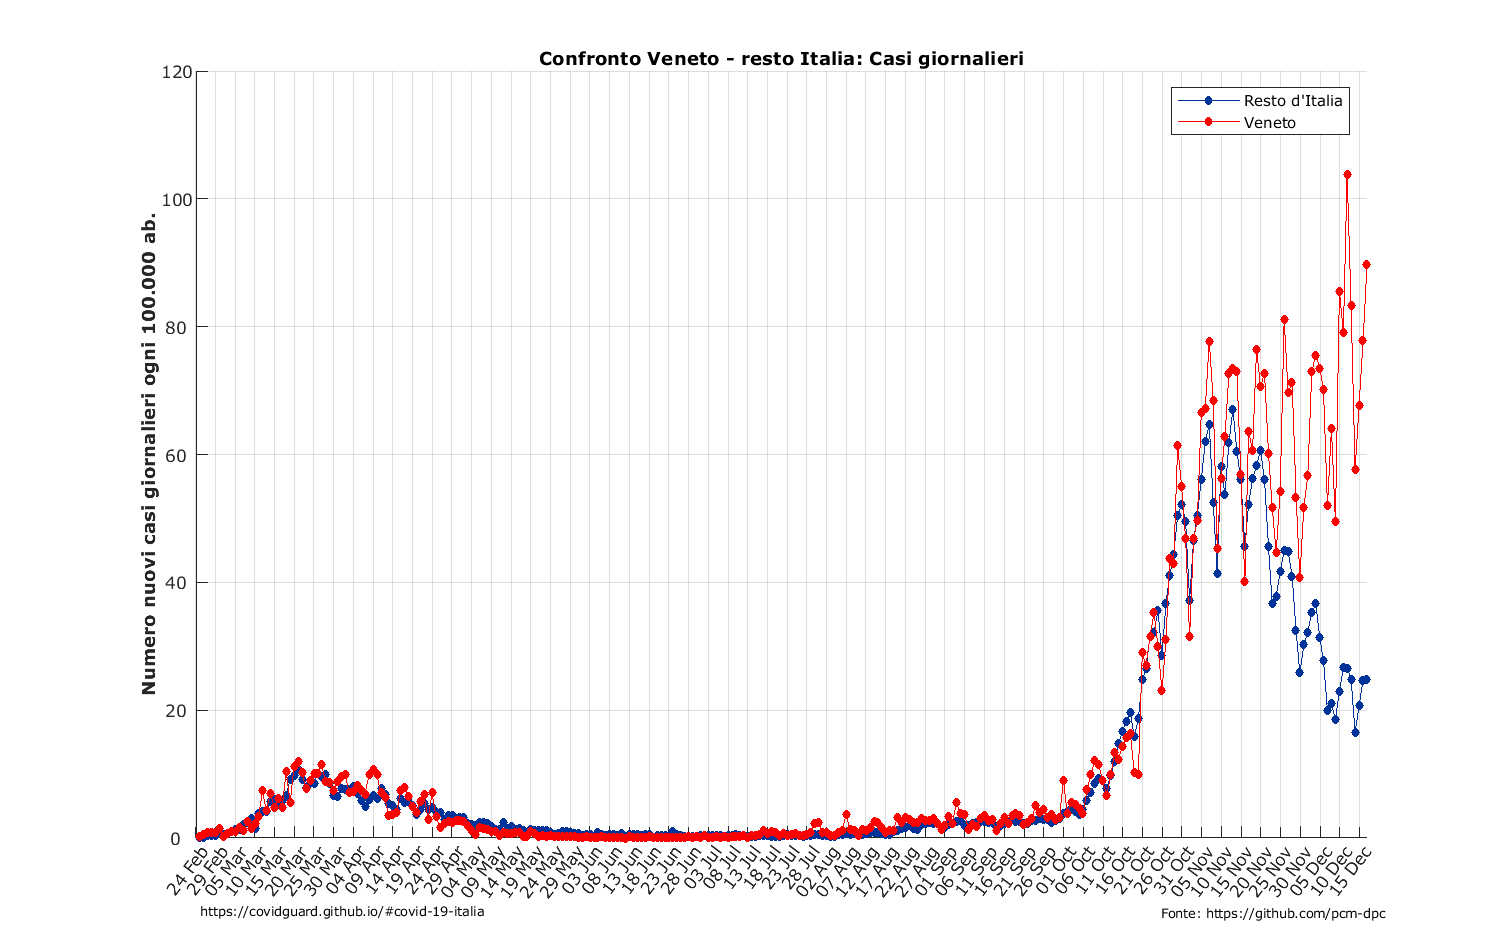 Confronto Veneto - resto Italia: Casi giornalieri
Resto d'Italia
Veneto
Numero nuovi casi giornalieri ogni 100.000 ab.
120
100
80
60
40
20
0
24 Feb
29 Feb
05 Mar
10 Mar
15 Mar
20 Mar
25 Mar
30 Mar
04 Apr
09 Apr
14 Apr
19 Apr
24 Apr
29 Apr
04 May
09 May
14 May
19 May
24 May
29 May
03 Jun
08 Jun
13 Jun
18 Jun
23 Jun
28 Jun
03 Jul
08 Jul
13 Jul
18 Jul
23 Jul
28 Jul
02 Aug
07 Aug
12 Aug
17 Aug
22 Aug
27 Aug
01 Sep
06 Sep
11 Sep
16 Sep
21 Sep
26 Sep
01 Oct
06 Oct
11 Oct
16 Oct
21 Oct
26 Oct
31 Oct
05 Nov
10 Nov
15 Nov
20 Nov
25 Nov
30 Nov
05 Dec
10 Dec
15 Dec
https://covidguard.github.io/#covid-19-italia
Fonte: https://github.com/pcm-dpc